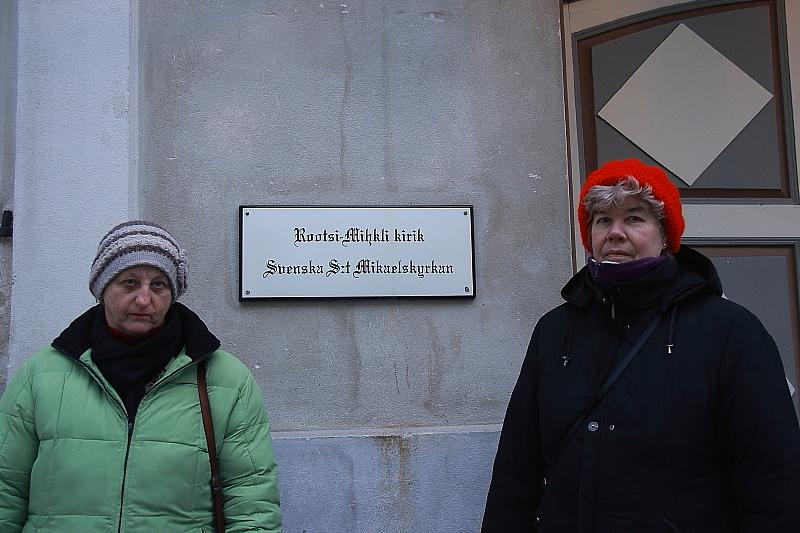 Rootsi-Mihkli kirik
Svenska S:t Mikaelskyrkan